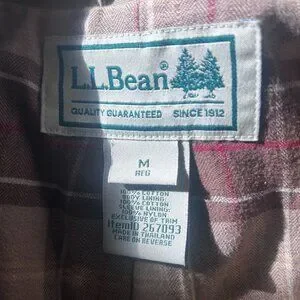 L.L.Bean®
QUALITY GUARANTEED SINCE 1912
M
REG
100% COTTON
BODY LINING:
100% COTTON
SLEEVE LINING:
100% NYLON
EXCLUSIVE OF TRIM
ItemID 267093
MADE IN THAILAND
CARE ON REVERSE